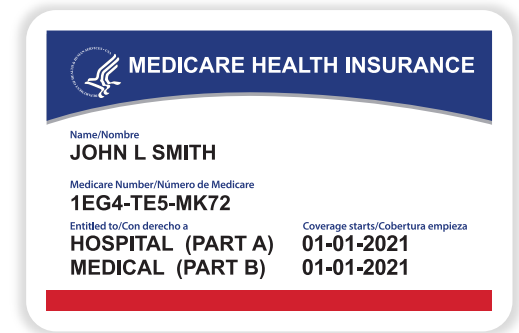 MEDICARE HEALTH INSURANCE
Name/Nombre
JOHN L SMITH
Medicare Number/Número de Medicare
1EG4-TE5-MK72
Entitled to/Con derecho a Coverage starts/Cobertura empieza
HOSPITAL (PART A) 01-01-2021
MEDICAL (PART B) 01-01-2021